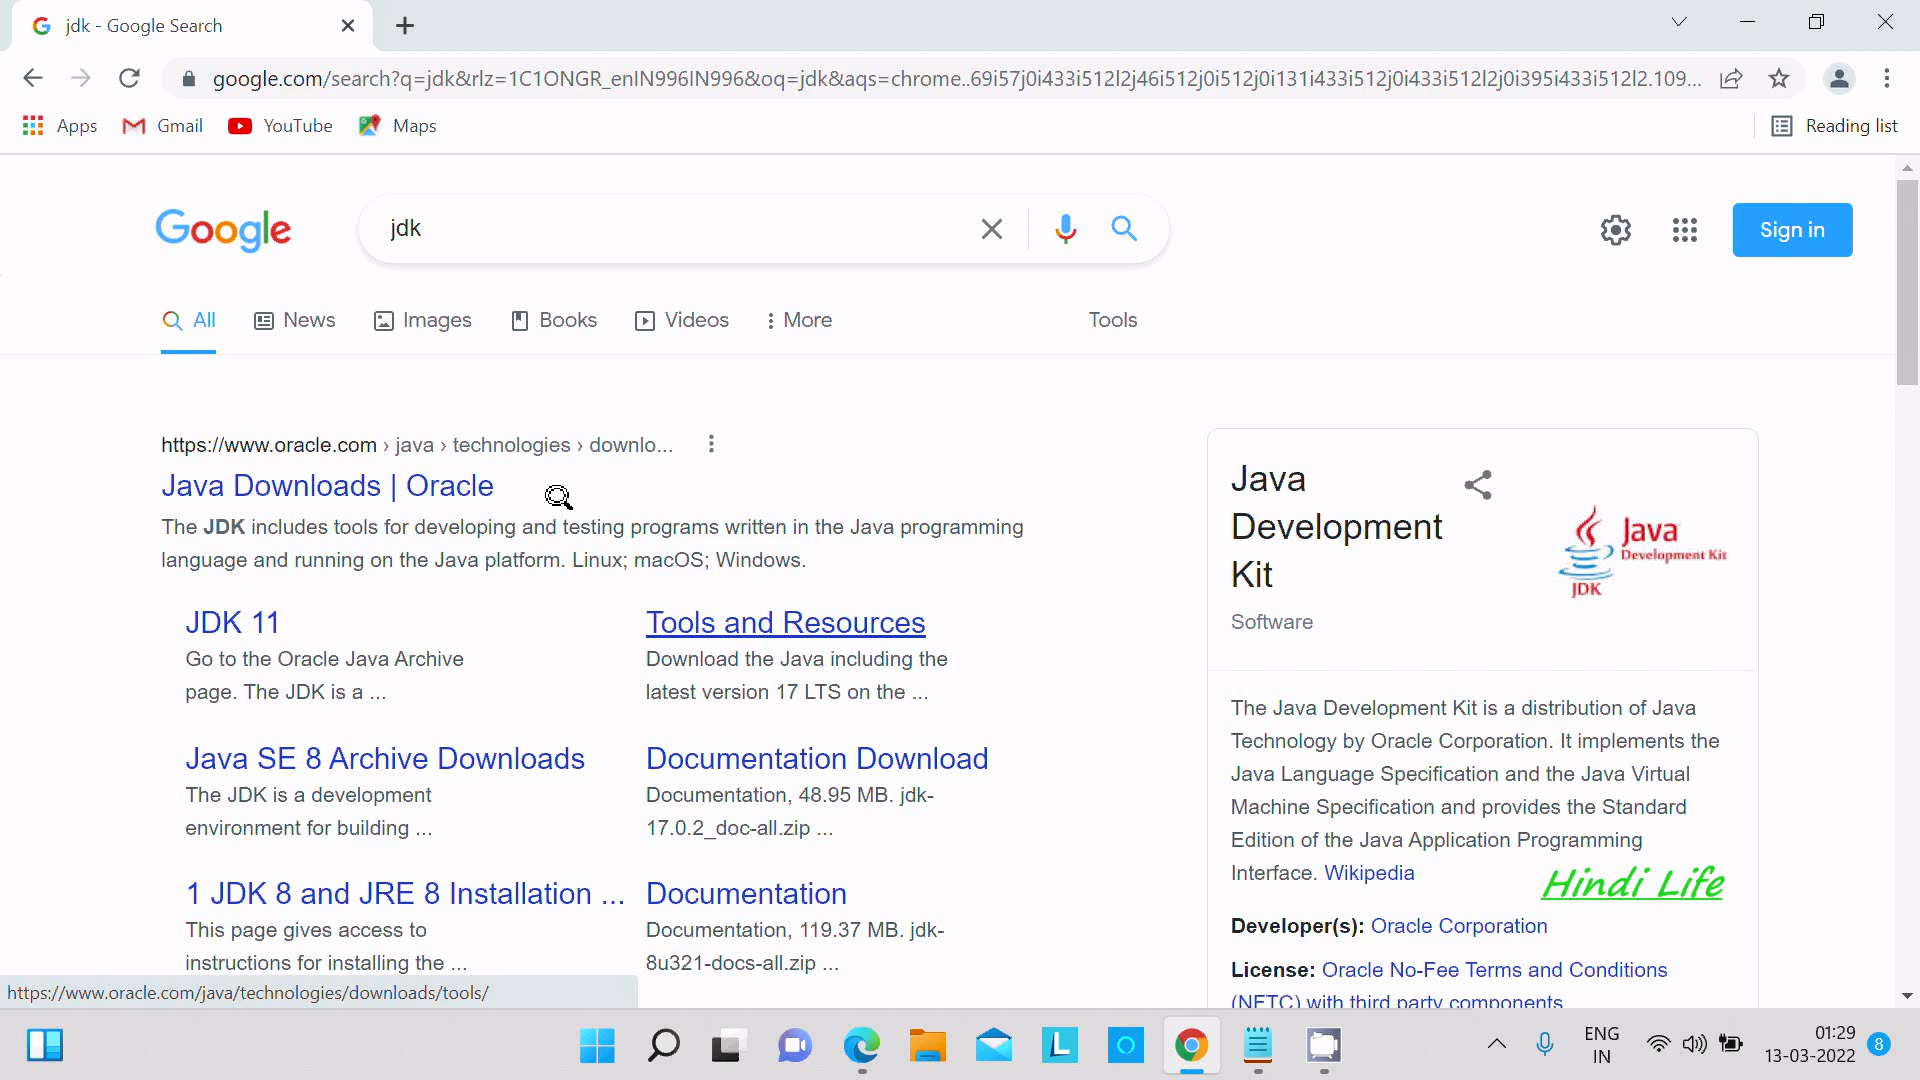 jdk - Google Search
google.com/search?q=jdk&rlz=1C1ONGR_enIN996IN996&oq=jdk&aqs=chrome..69i57j0i433i512l2j46i512j0i512j0i131i433i512j0i433i512l2j0i395i433i512l2.109...
Apps Gmail YouTube Maps Reading list
Google jdk Sign in
All News Images Books Videos More Tools
https://www.oracle.com › java › technologies › downlo...
Java Downloads | Oracle
The JDK includes tools for developing and testing programs written in the Java programming
language and running on the Java platform. Linux; macOS; Windows.
JDK 11
Go to the Oracle Java Archive
page. The JDK is a ...
Tools and Resources
Download the Java including the
latest version 17 LTS on the ...
Java SE 8 Archive Downloads
The JDK is a development
environment for building ...
Documentation Download
Documentation, 48.95 MB. jdk-
17.0.2_doc-all.zip ...
1 JDK 8 and JRE 8 Installation ...
This page gives access to
instructions for installing the ...
Documentation
Documentation, 119.37 MB. jdk-
8u321-docs-all.zip ...
Java
Development
Kit
Software
Java
Development Kit
JDK
The Java Development Kit is a distribution of Java
Technology by Oracle Corporation. It implements the
Java Language Specification and the Java Virtual
Machine Specification and provides the Standard
Edition of the Java Application Programming
Interface. Wikipedia
Hindi Life
Developer(s): Oracle Corporation
License: Oracle No-Fee Terms and Conditions
(NFTC) with third party components
https://www.oracle.com/java/technologies/downloads/tools/
L
ENG
IN
01:29
13-03-2022
8